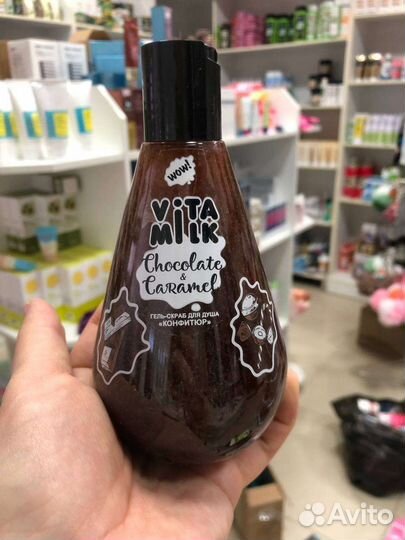 WOW!
ViTA
MiLK
Chocolate
&
CARAMEL
ГЕЛЬ-СКРАБ ДЛЯ ДУША
«КОНФИТЮР»
Avito